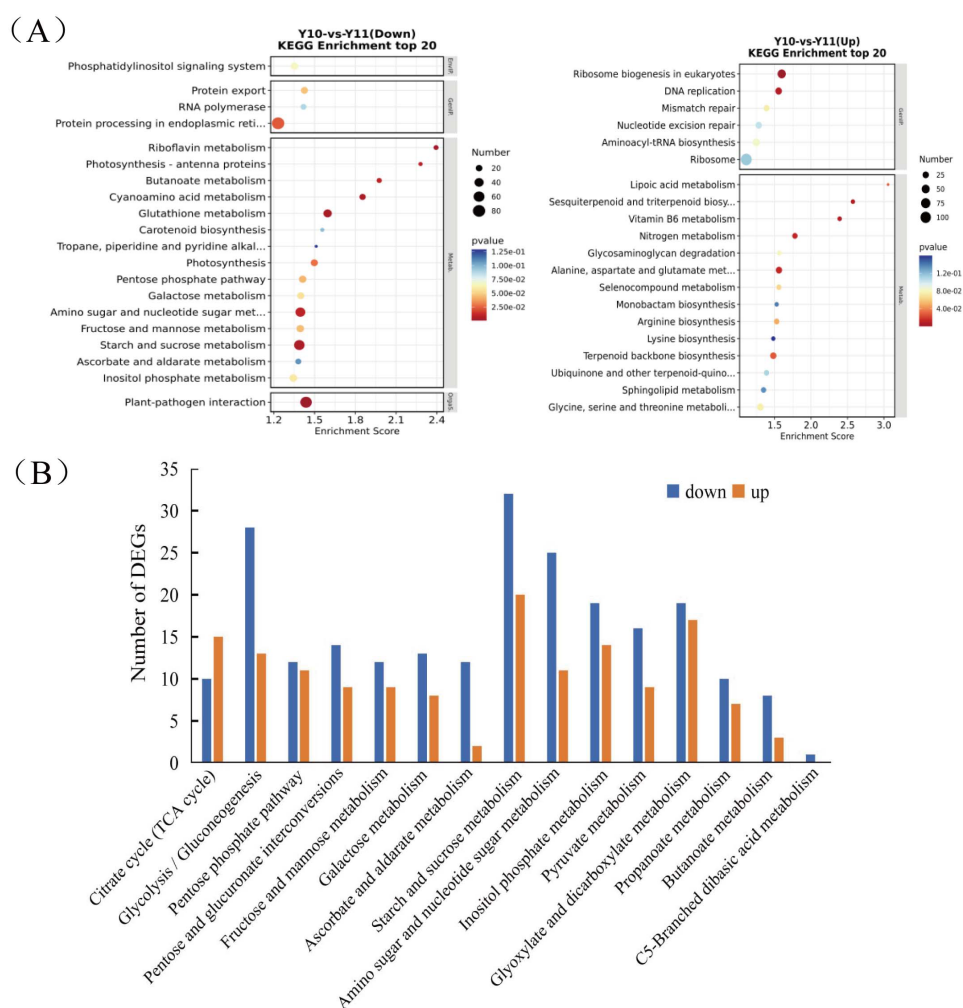 （A）
Y10-vs-Y11(Down)
KEGG Enrichment top 20
Phosphatidylinositol signaling system
EnvIP.
Protein export
RNA polymerase
Protein processing in endoplasmic reti...
GenIP.
Riboflavin metabolism
Photosynthesis - antenna proteins
Butanoate metabolism
Cyanoamino acid metabolism
Glutathione metabolism
Carotenoid biosynthesis
Tropane, piperidine and pyridine alkal...
Photosynthesis
Pentose phosphate pathway
Galactose metabolism
Amino sugar and nucleotide sugar met...
Fructose and mannose metabolism
Starch and sucrose metabolism
Ascorbate and aldarate metabolism
Inositol phosphate metabolism
Metab.
Plant-pathogen interaction
OrgaS.
1.2 1.5 1.8 2.1 2.4
Enrichment Score
Number
20
40
60
80
pvalue
1.25e-01
1.00e-01
7.50e-02
5.00e-02
2.50e-02
Y10-vs-Y11(Up)
KEGG Enrichment top 20
Ribosome biogenesis in eukaryotes
DNA replication
Mismatch repair
Nucleotide excision repair
Aminoacyl-tRNA biosynthesis
Ribosome
GenIP.
Lipoic acid metabolism
Sesquiterpenoid and triterpenoid biosy...
Vitamin B6 metabolism
Nitrogen metabolism
Glycosaminoglycan degradation
Alanine, aspartate and glutamate met...
Selenocompound metabolism
Monobactam biosynthesis
Arginine biosynthesis
Lysine biosynthesis
Terpenoid backbone biosynthesis
Ubiquinone and other terpenoid-quino...
Sphingolipid metabolism
Glycine, serine and threonine metaboli...
Metab.
1.5 2.0 2.5 3.0
Enrichment Score
Number
25
50
75
100
pvalue
1.20e-01
8.00e-02
4.00e-02
（B）
Number of DEGs
35
30
25
20
15
10
5
0
down up
Citrate cycle (TCA cycle)
Glycolysis / Gluconeogenesis
Pentose phosphate pathway
Pentose and glucuronate interconversions
Fructose and mannose metabolism
Galactose metabolism
Ascorbate and aldarate metabolism
Starch and sucrose metabolism
Amino sugar and nucleotide sugar metabolism
Inositol phosphate metabolism
Pyruvate metabolism
Glyoxylate and dicarboxylate metabolism
Propanoate metabolism
Butanoate metabolism
C5-Branched dibasic acid metabolism